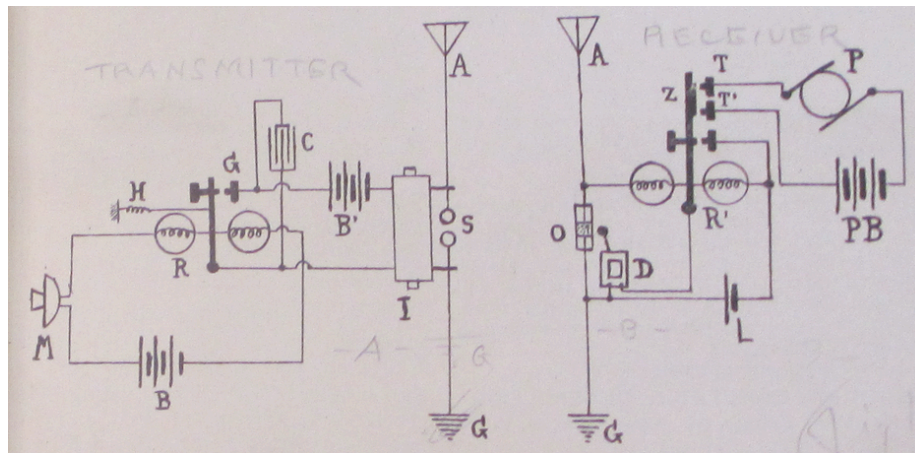 TRANSMITTER
RECEIVER
A
A
T
P
Z
T'
G
C
H
B'
S
R
R'
PB
O
D
I
L
M
-A-
G
-B-
B
G
G